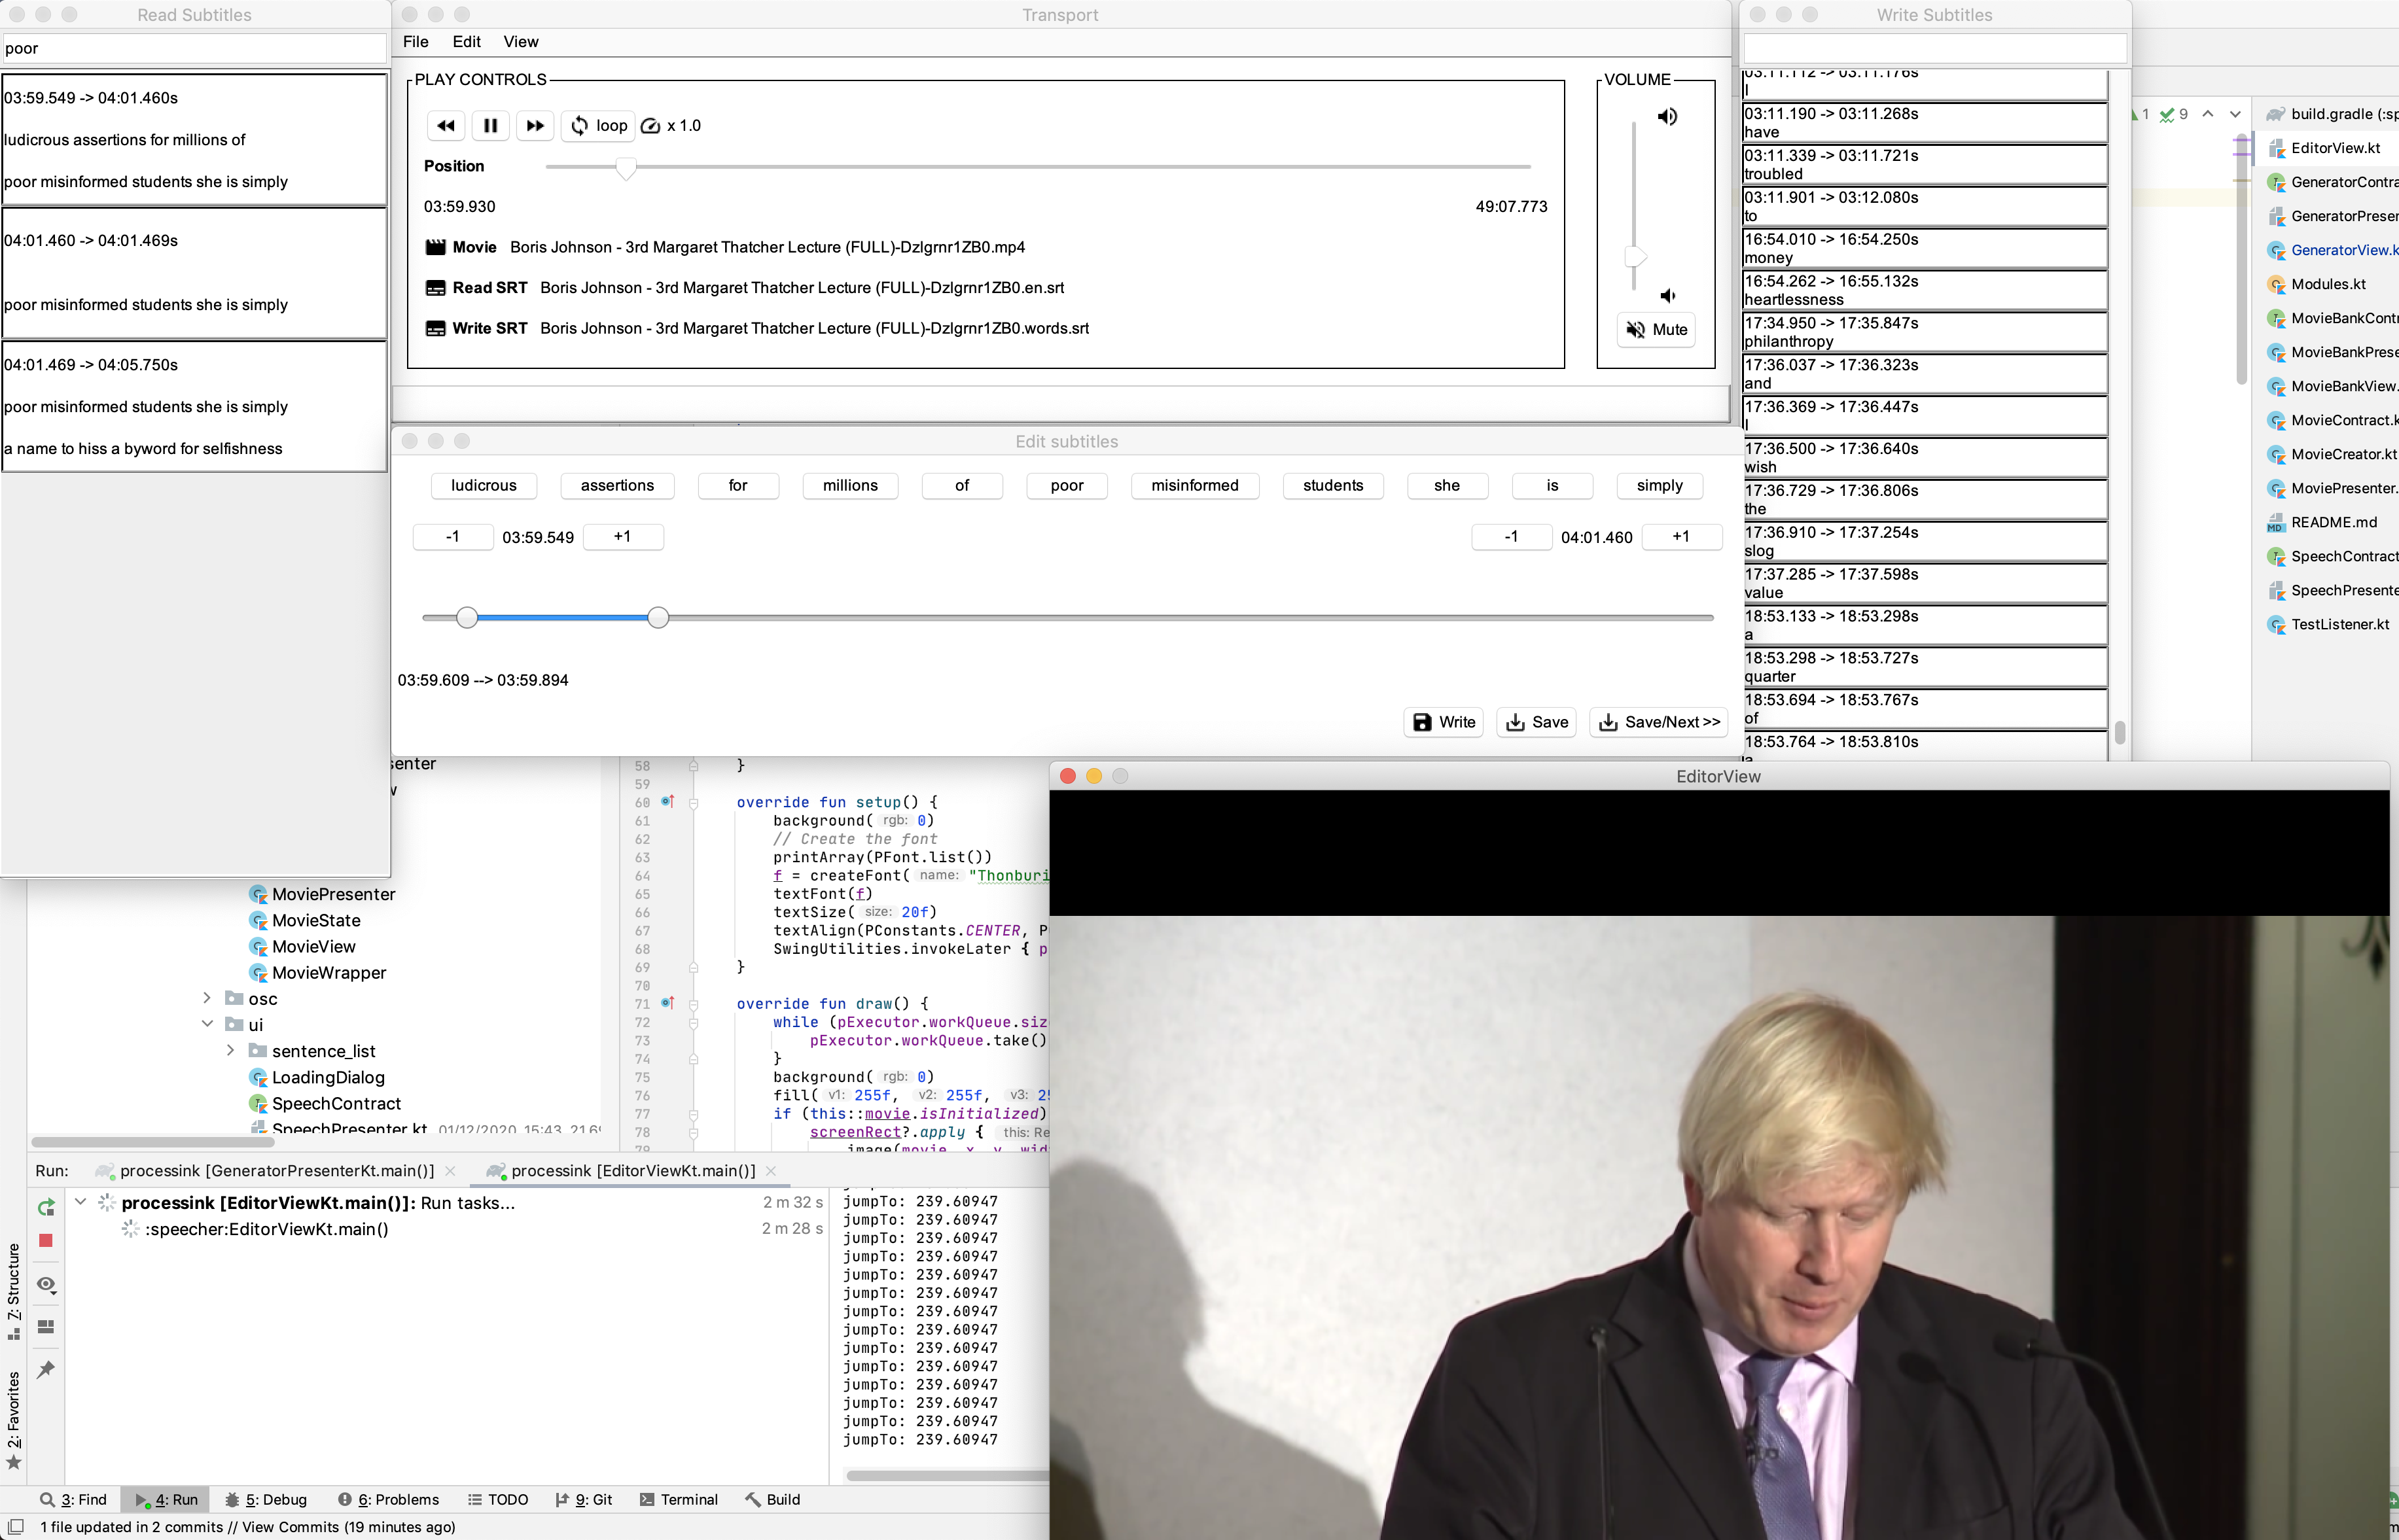 Read Subtitles
poor
03:59.549 -> 04:01.460s
ludicrous assertions for millions of
poor misinformed students she is simply
04:01.460 -> 04:01.469s
poor misinformed students she is simply
04:01.469 -> 04:05.750s
poor misinformed students she is simply
a name to hiss a byword for selfishness
Transport
File Edit View
PLAY CONTROLS
loop x 1.0
Position
03:59.930 49:07.773
Movie Boris Johnson - 3rd Margaret Thatcher Lecture (FULL)-Dzlgrnr1ZB0.mp4
Read SRT Boris Johnson - 3rd Margaret Thatcher Lecture (FULL)-Dzlgrnr1ZB0.en.srt
Write SRT Boris Johnson - 3rd Margaret Thatcher Lecture (FULL)-Dzlgrnr1ZB0.words.srt
VOLUME
Mute
Edit subtitles
ludicrous assertions for millions of poor misinformed students she is simply
-1 03:59.549 +1 -1 04:01.460 +1
03:59.609 --> 03:59.894
Write Save Save/Next >>
Write Subtitles
03:11.112 -> 03:11.176s
I
03:11.190 -> 03:11.268s
have
03:11.339 -> 03:11.721s
troubled
03:11.901 -> 03:12.080s
to
16:54.010 -> 16:54.250s
money
16:54.262 -> 16:55.132s
heartlessness
17:34.950 -> 17:35.847s
philanthropy
17:36.037 -> 17:36.323s
and
17:36.369 -> 17:36.447s
I
17:36.500 -> 17:36.640s
wish
17:36.729 -> 17:36.806s
the
17:36.910 -> 17:37.254s
slog
17:37.285 -> 17:37.598s
value
18:53.133 -> 18:53.298s
a
18:53.298 -> 18:53.727s
quarter
18:53.694 -> 18:53.767s
of
18:53.764 -> 18:53.810s
1 9
build.gradle (:sp
EditorView.kt
GeneratorContra
GeneratorPresen
GeneratorView.k
Modules.kt
MovieBankCont
MovieBankPrese
MovieBankView.
MovieContract.k
MovieCreator.kt
MoviePresenter.
README.md
SpeechContract
SpeechPresente
TestListener.kt
senter
MoviePresenter
MovieState
MovieView
MovieWrapper
osc
ui
sentence_list
LoadingDialog
SpeechContract
SpeechPresenter.kt 01/12/2020, 15:43
58 }
59
60 override fun setup() {
61 background( rgb: 0)
62 // Create the font
63 printArray(PFont.list())
64 f = createFont( name: "Thonburi
65 textFont(f)
66 textSize( size: 20f)
67 textAlign(PConstants.CENTER, P
68 SwingUtilities.invokeLater { p
69 }
70
71 override fun draw() {
72 while (pExecutor.workQueue.siz
73 pExecutor.workQueue.take()
74 }
75 background( rgb: 0)
76 fill( v1: 255f, v2: 255f, v3: 25
77 if (this::movie.isInitialized)
78 screenRect?.apply { this: Re
79 image(movie, x, y, wid
EditorView
Run: processink [GeneratorPresenterKt.main()] processink [EditorViewKt.main()]
processink [EditorViewKt.main()]: Run tasks... 2 m 32 s
:speecher:EditorViewKt.main() 2 m 28 s
jumpTo: 239.60947
jumpTo: 239.60947
jumpTo: 239.60947
jumpTo: 239.60947
jumpTo: 239.60947
jumpTo: 239.60947
jumpTo: 239.60947
jumpTo: 239.60947
jumpTo: 239.60947
jumpTo: 239.60947
jumpTo: 239.60947
jumpTo: 239.60947
jumpTo: 239.60947
jumpTo: 239.60947
7: Structure
2: Favorites
3: Find 4: Run 5: Debug 6: Problems TODO 9: Git Terminal Build
1 file updated in 2 commits // View Commits (19 minutes ago)